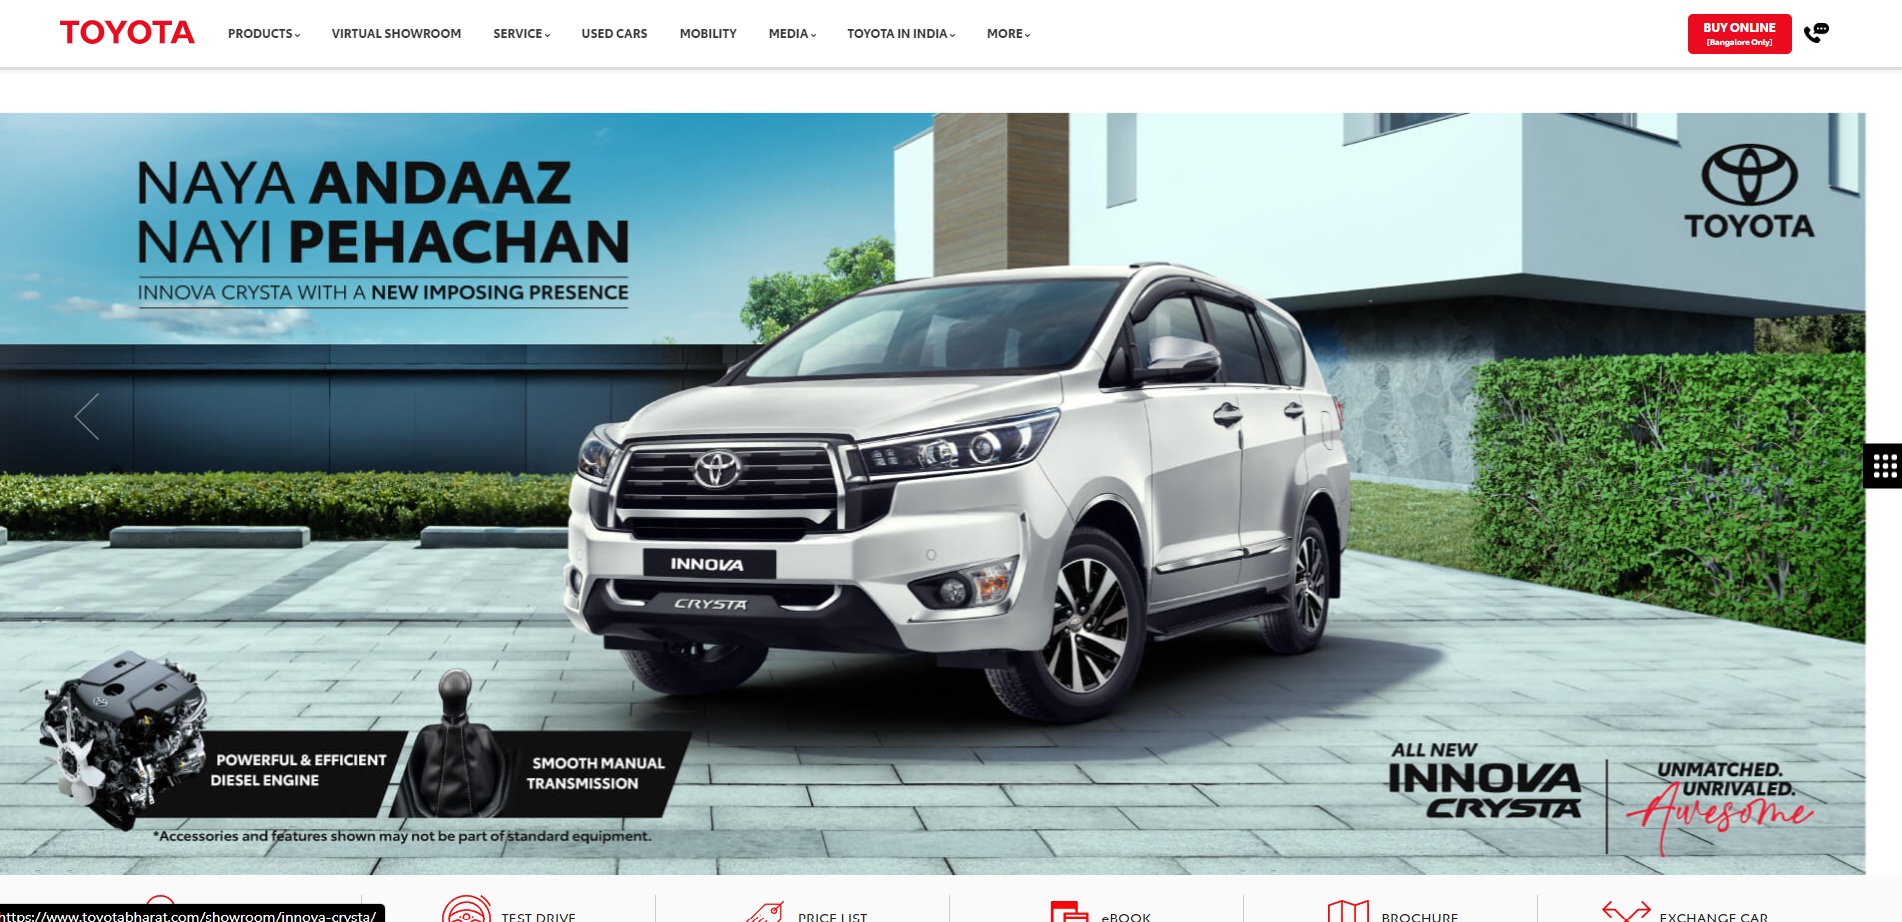 TOYOTA
PRODUCTS
VIRTUAL SHOWROOM
SERVICE
USED CARS
MOBILITY
MEDIA
TOYOTA IN INDIA
MORE
BUY ONLINE
[Bangalore Only]
NAYA ANDAAZ
NAYI PEHACHAN
INNOVA CRYSTA WITH A NEW IMPOSING PRESENCE
TOYOTA
INNOVA
CRYSTA
POWERFUL & EFFICIENT
DIESEL ENGINE
SMOOTH MANUAL
TRANSMISSION
*Accessories and features shown may not be part of standard equipment.
ALL NEW
INNOVA
CRYSTA
UNMATCHED.
UNRIVALED.
Awesome
https://www.toyotabharat.com/showroom/innova-crysta/
TEST DRIVE
PRICE LIST
eBOOK
BROCHURE
EXCHANGE CAR